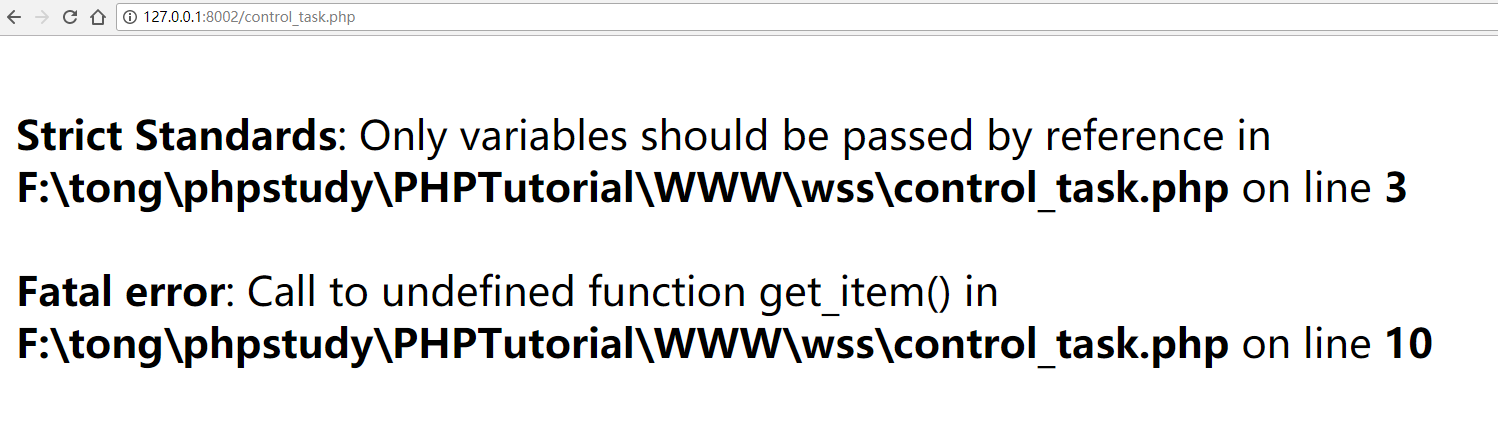 127.0.0.1:8002/control_task.php
Strict Standards: Only variables should be passed by reference in
F:\tong\phpstudy\PHPTutorial\WWW\wss\control_task.php on line 3
Fatal error: Call to undefined function get_item() in
F:\tong\phpstudy\PHPTutorial\WWW\wss\control_task.php on line 10